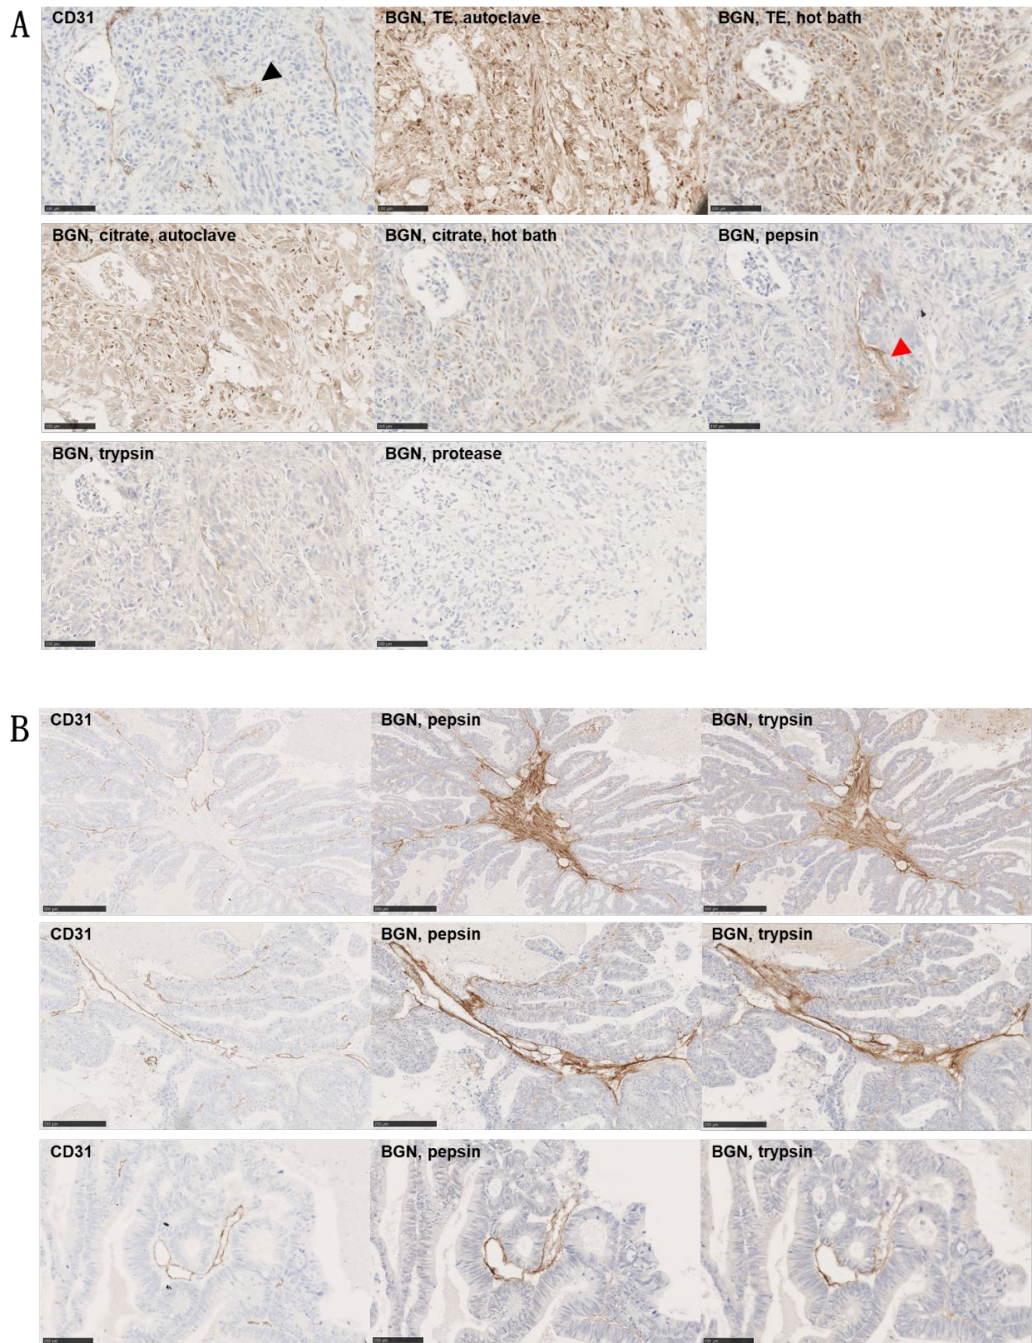 A
CD31
BGN, TE, autoclave
BGN, TE, hot bath
BGN, citrate, autoclave
BGN, citrate, hot bath
BGN, pepsin
BGN, trypsin
BGN, protease
B
CD31
BGN, pepsin
BGN, trypsin
CD31
BGN, pepsin
BGN, trypsin
CD31
BGN, pepsin
BGN, trypsin